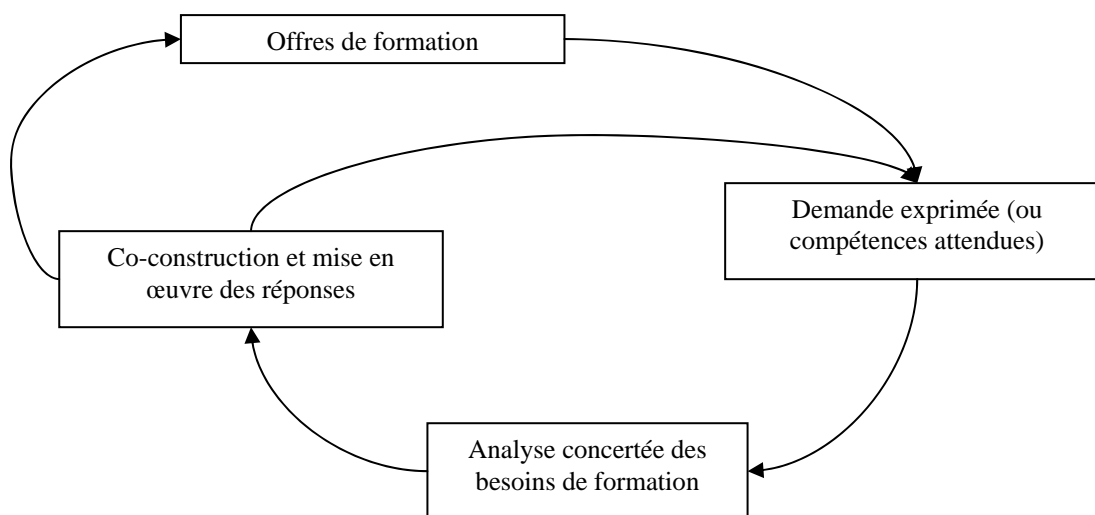 Offres de formation
Demande exprimée (ou
compétences attendues)
Co-construction et mise en
œuvre des réponses
Analyse concertée des
besoins de formation